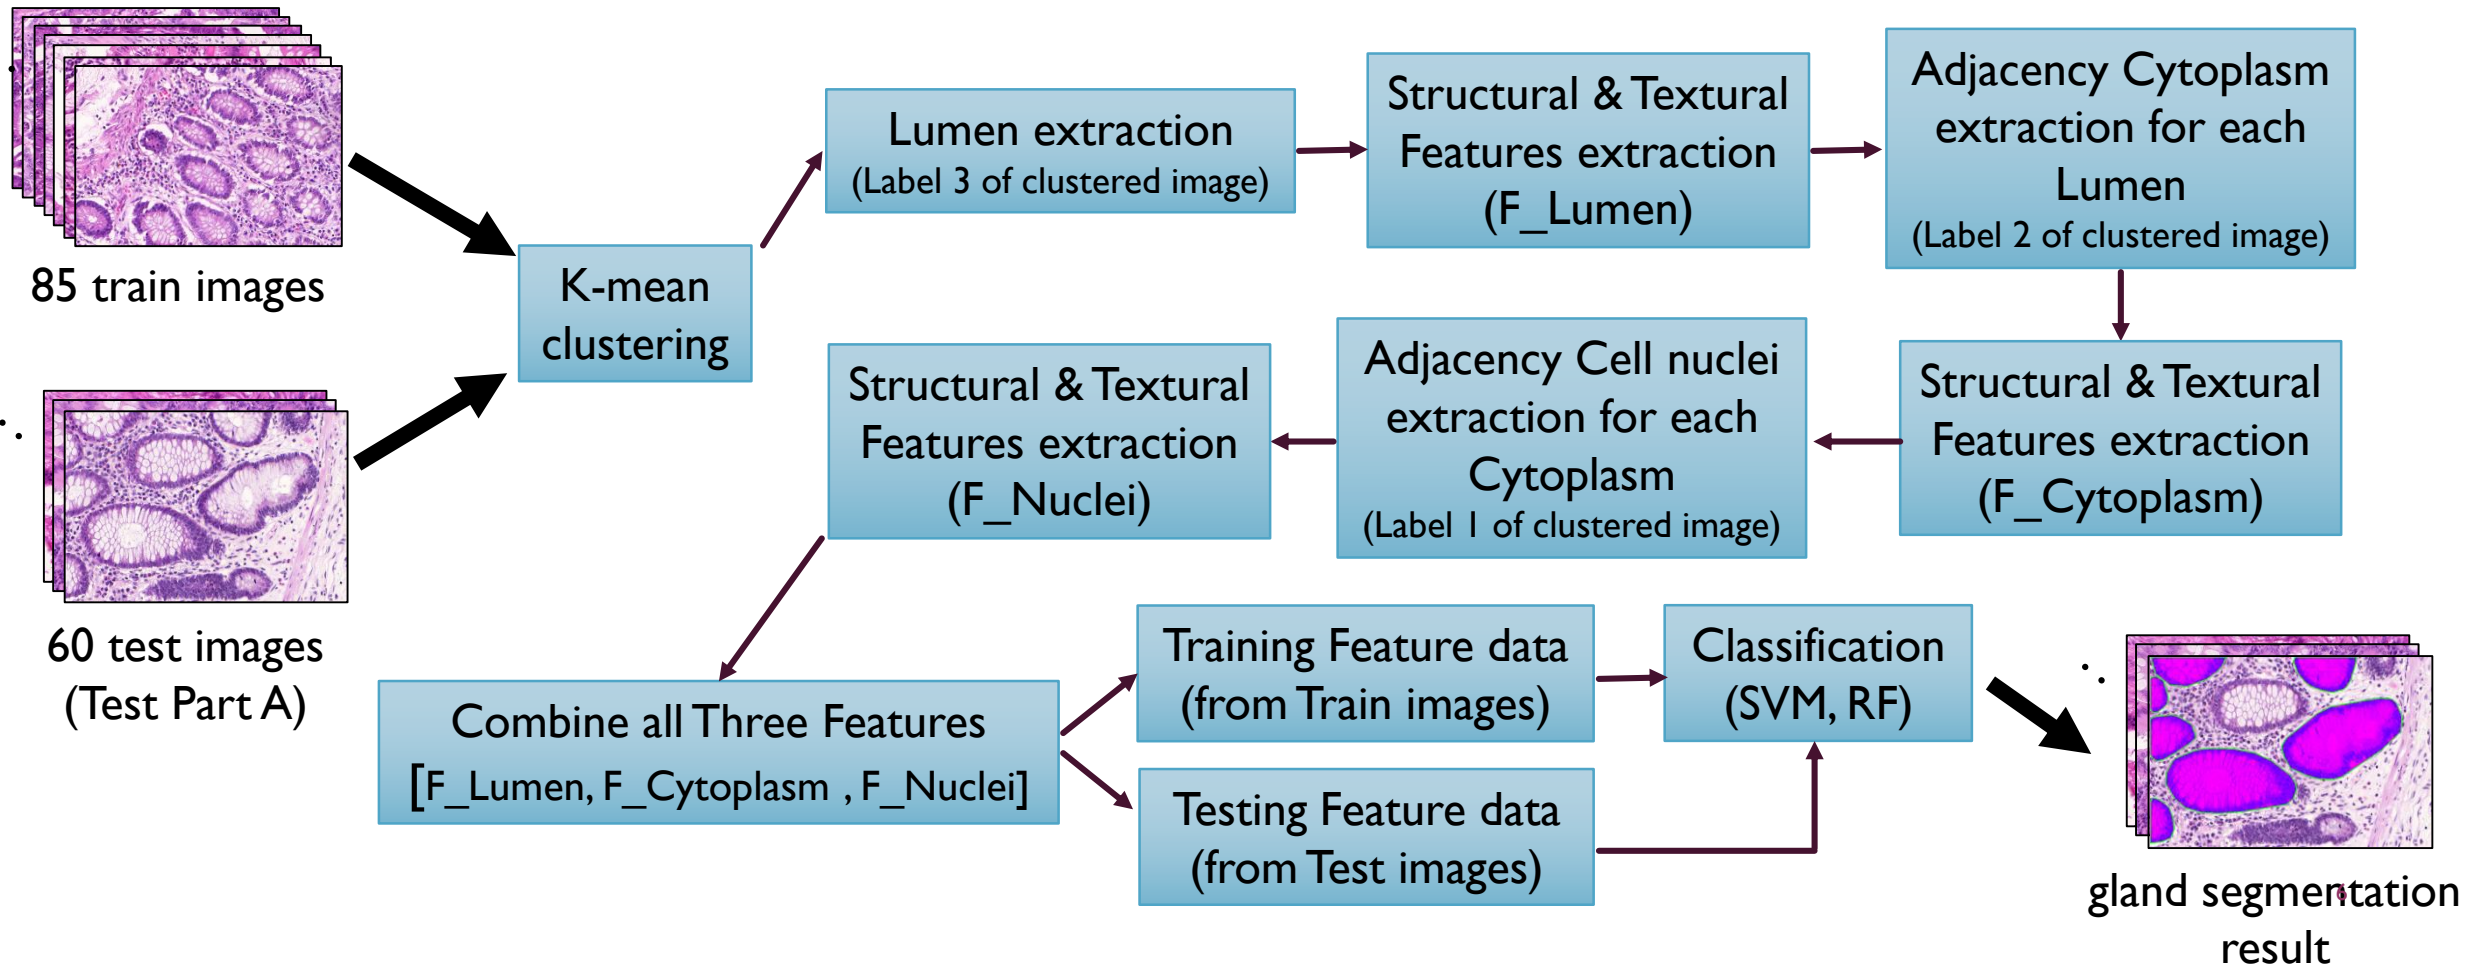 85 train images
60 test images
(Test Part A)
K-mean
clustering
Lumen extraction
(Label 3 of clustered image)
Structural & Textural
Features extraction
(F_Lumen)
Adjacency Cytoplasm
extraction for each
Lumen
(Label 2 of clustered image)
Structural & Textural
Features extraction
(F_Cytoplasm)
Adjacency Cell nuclei
extraction for each
Cytoplasm
(Label 1 of clustered image)
Structural & Textural
Features extraction
(F_Nuclei)
Combine all Three Features
[F_Lumen, F_Cytoplasm , F_Nuclei]
Training Feature data
(from Train images)
Testing Feature data
(from Test images)
Classification
(SVM, RF)
gland segmentation
result
6